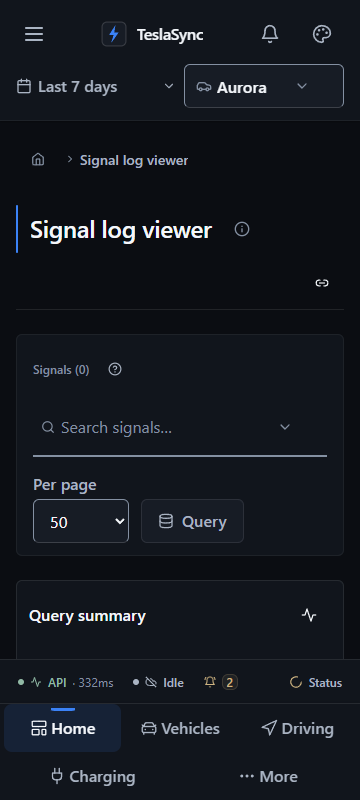 TeslaSync
Last 7 days
Aurora
Signal log viewer
Signal log viewer
Signals (0)
Search signals...
Per page
50
Query
Query summary
API · 332ms
Idle
2
Status
Home
Vehicles
Driving
Charging
More